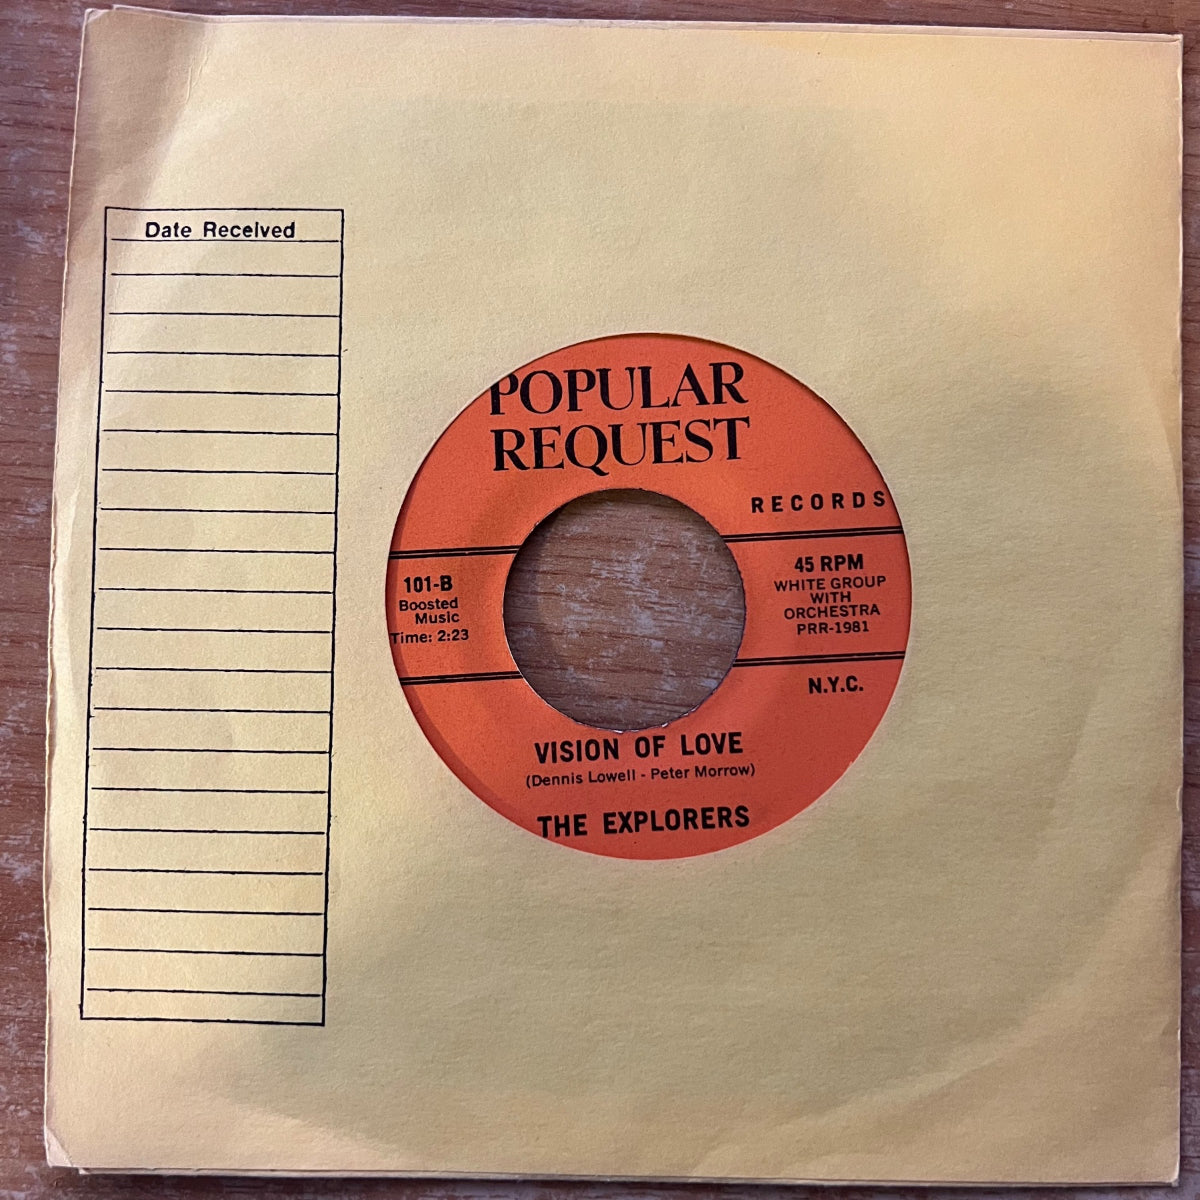 Date Received
POPULAR
REQUEST
RECORDS
101-B
Boosted
Music
Time: 2:23
45 RPM
WHITE GROUP
WITH
ORCHESTRA
PRR-1981
N.Y.C.
VISION OF LOVE
(Dennis Lowell - Peter Morrow)
THE EXPLORERS